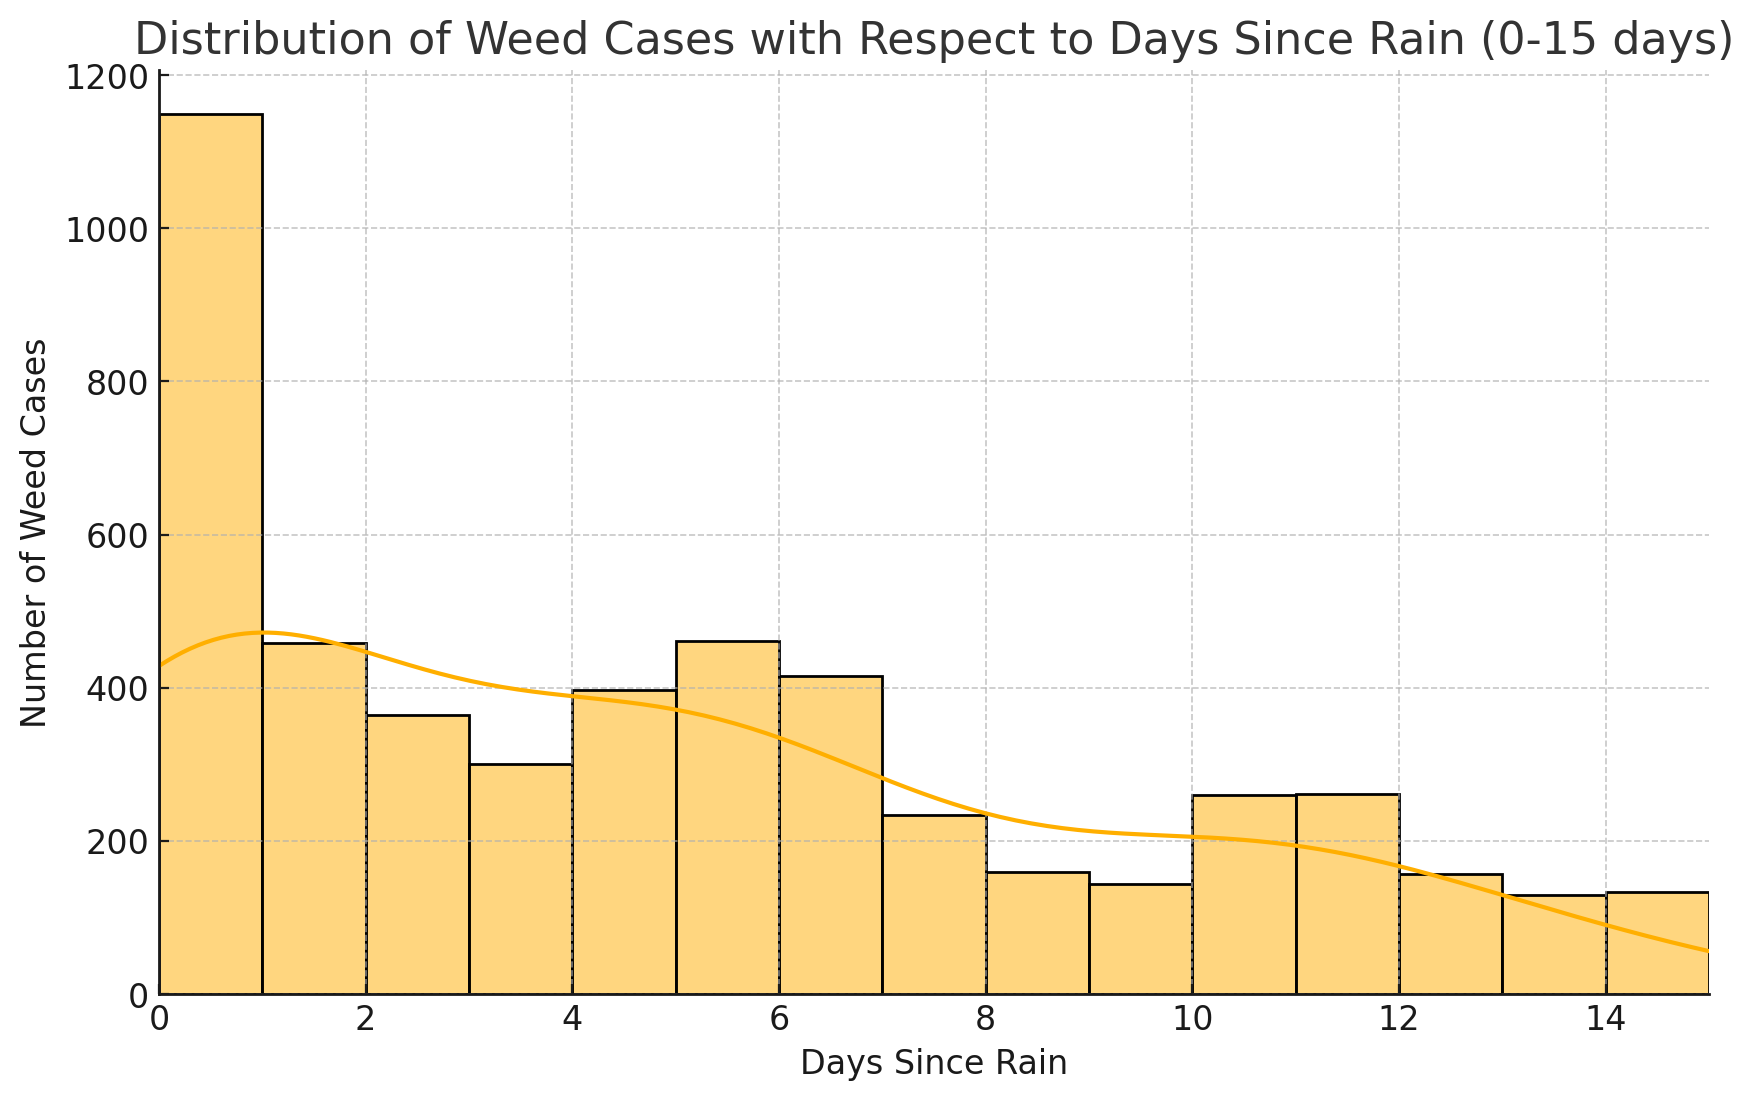 Distribution of Weed Cases with Respect to Days Since Rain (0-15 days)
1200
1000
800
600
400
200
0
Number of Weed Cases
0 2 4 6 8 10 12 14
Days Since Rain